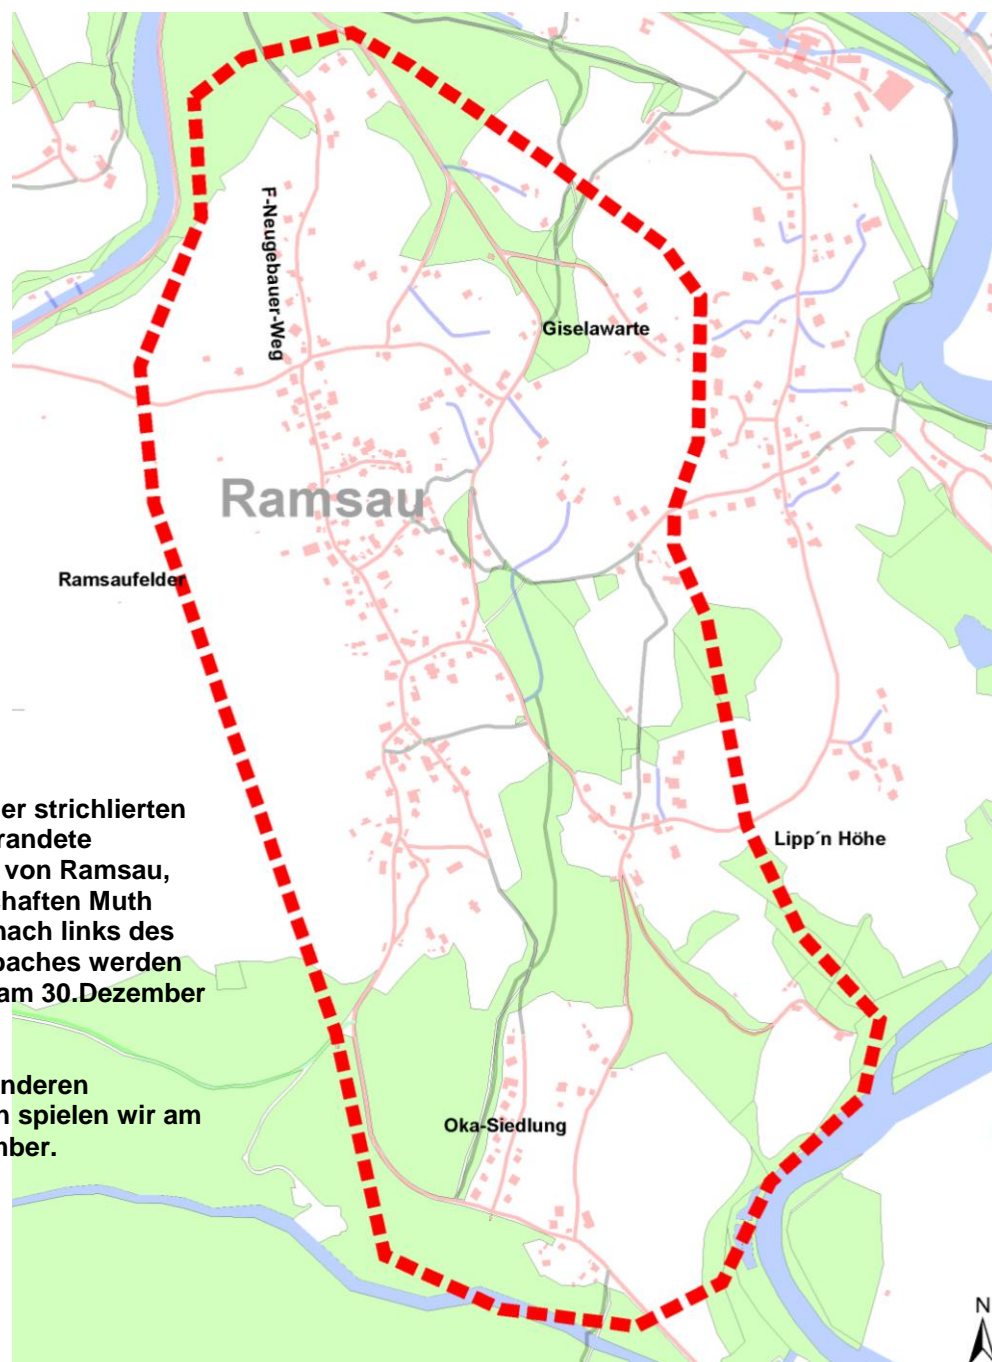 F-Neugebauer-Weg
Giselawarte
Ramsau
Ramsaufelder
er strichlierten
randete
von Ramsau,
haften Muth
nach links des
baches werden
am 30.Dezember
Lipp´n Höhe
nderen
n spielen wir am
nber.
Oka-Siedlung
N